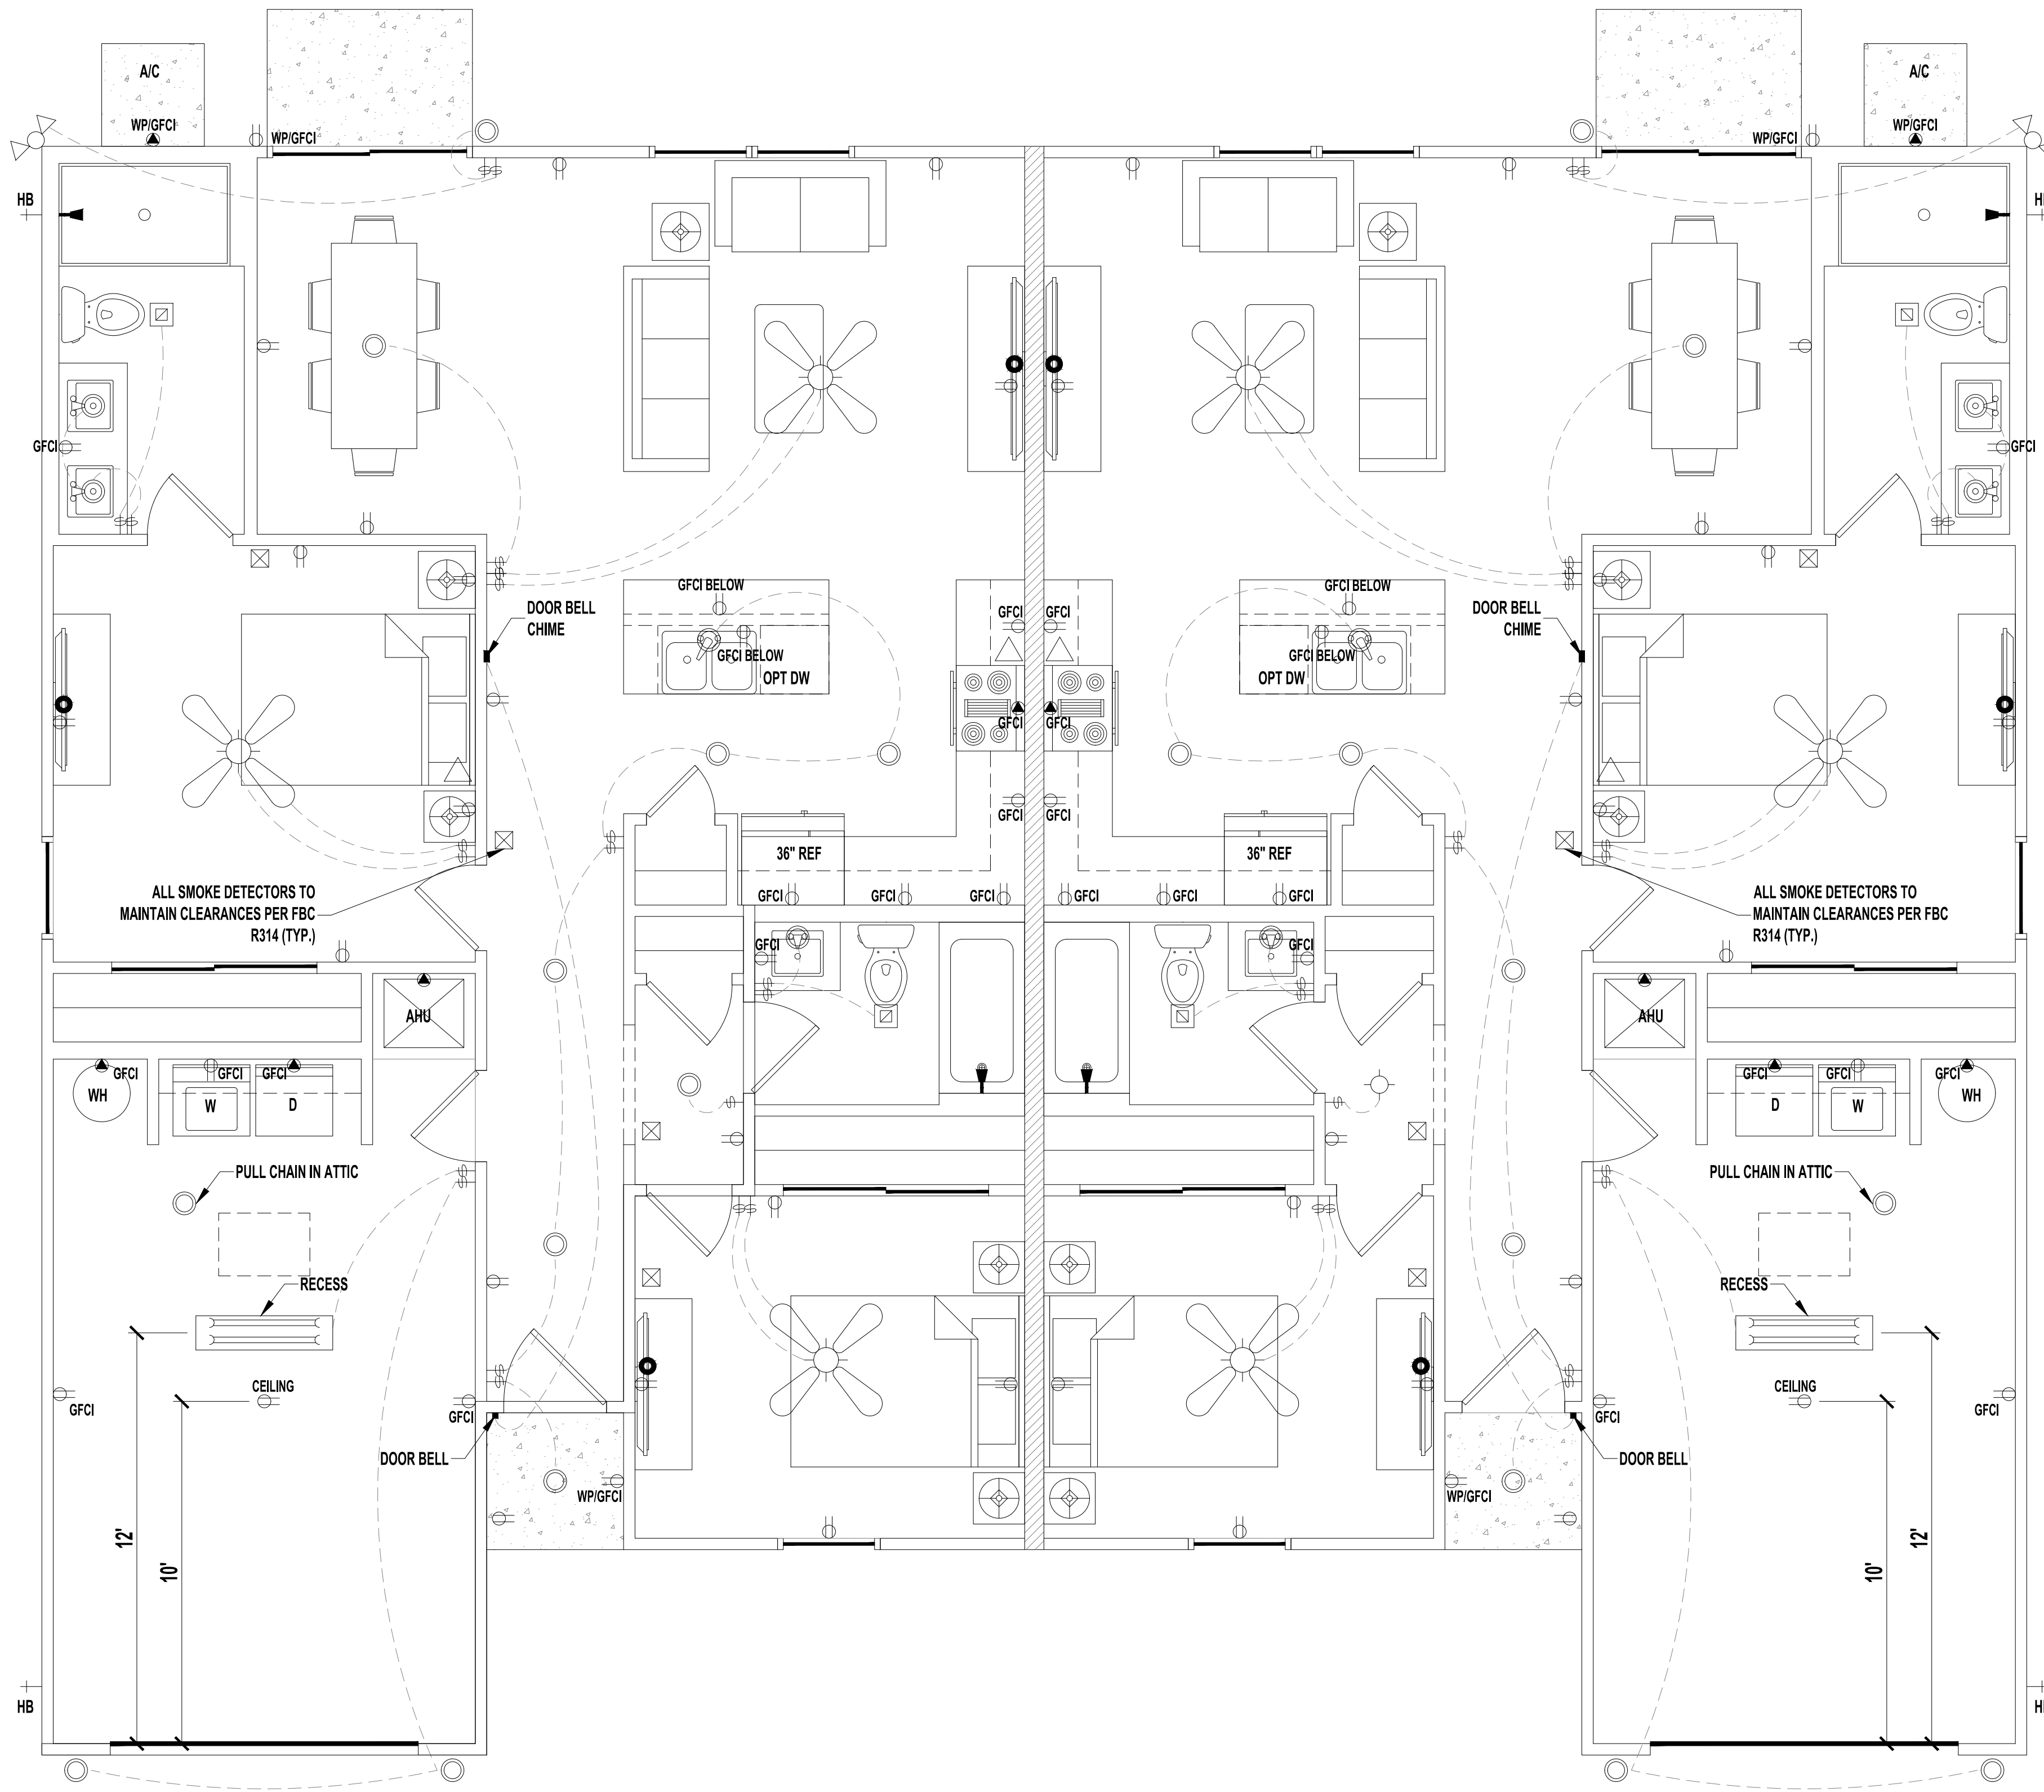 A/C
A/C
WP/GFCI
WP/GFCI
WP/GFCI
WP/GFCI
HB
H
GFCI
GFCI
GFCI BELOW
GFCI BELOW
DOOR BELL
CHIME
GFCI
GFCI
DOOR BELL
CHIME
GFCI BELOW
OPT DW
GFCI BELOW
OPT DW
GFCI
GFCI
GFCI
GFCI
36" REF
36" REF
ALL SMOKE DETECTORS TO
MAINTAIN CLEARANCES PER FBC
R314 (TYP.)
GFCI
GFCI
GFCI
GFCI
GFCI
GFCI
ALL SMOKE DETECTORS TO
MAINTAIN CLEARANCES PER FBC
R314 (TYP.)
GFCI
GFCI
AHU
AHU
GFCI
GFCI
GFCI
GFCI
GFCI
GFCI
WH
W
D
D
W
WH
PULL CHAIN IN ATTIC
PULL CHAIN IN ATTIC
RECESS
RECESS
CEILING
CEILING
GFCI
GFCI
GFCI
GFCI
DOOR BELL
DOOR BELL
WP/GFCI
WP/GFCI
12'
10'
10'
12'
HB
H